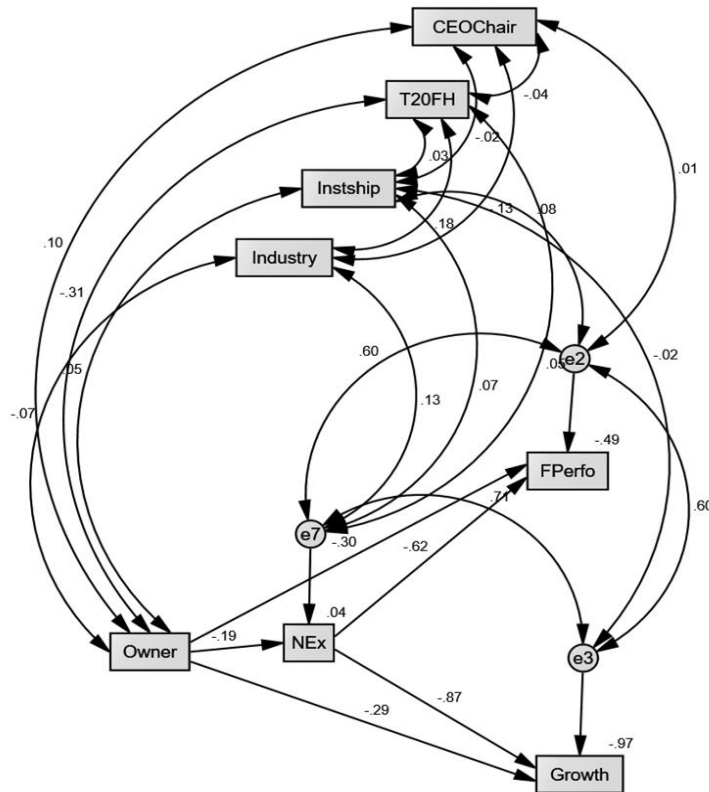 CEOChair
T20FH
-.04
-.02
.03
Instship
.01
.13
.08
.18
.10
Industry
-.31
-.02
.60
.05
e2
.05
.07
.13
-.07
-.49
FPerfo
.71
.60
e7
-.30
-.62
.04
-.19
NEx
Owner
e3
-.87
-.29
-.97
Growth